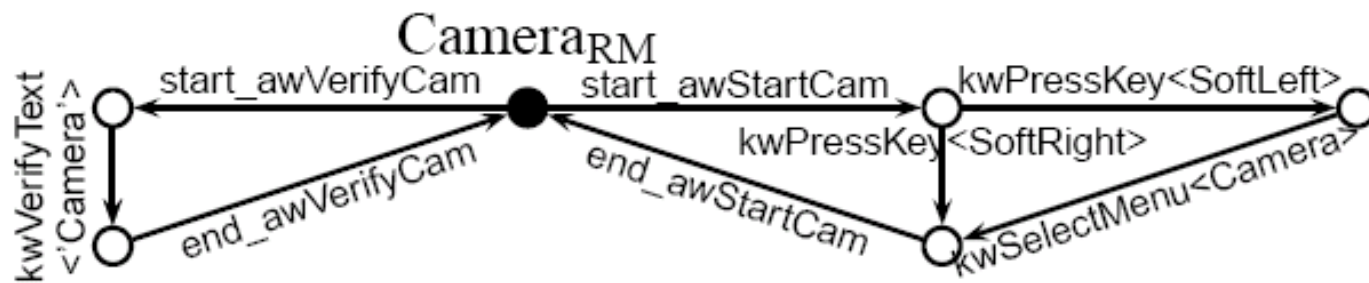 Camera_RM
start_awVerifyCam
start_awStartCam
kwPressKey<SoftLeft>
kwVerifyText
<'Camera'>
kwPressKey<SoftRight>
end_awVerifyCam
end_awStartCam
kwSelectMenu<Camera>